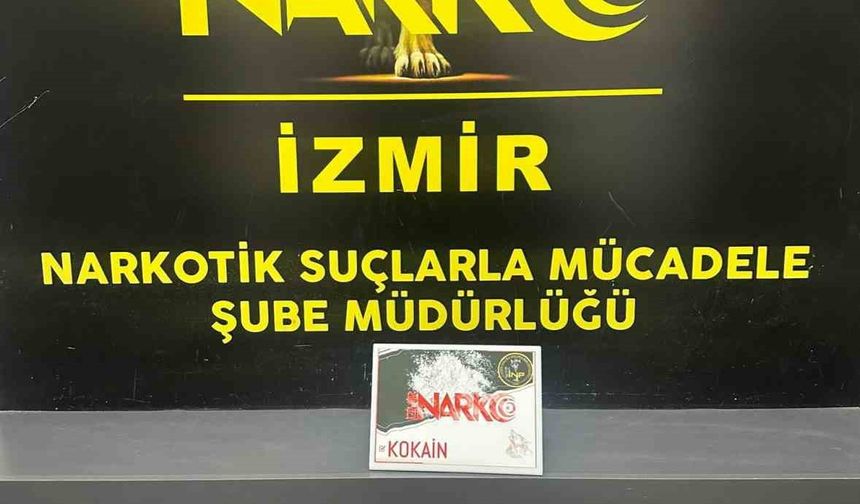 NARKO
İZMİR
NARKOTİK SUÇLARLA MÜCADELE
ŞUBE MÜDÜRLÜĞÜ
NARKO
KOKAİN